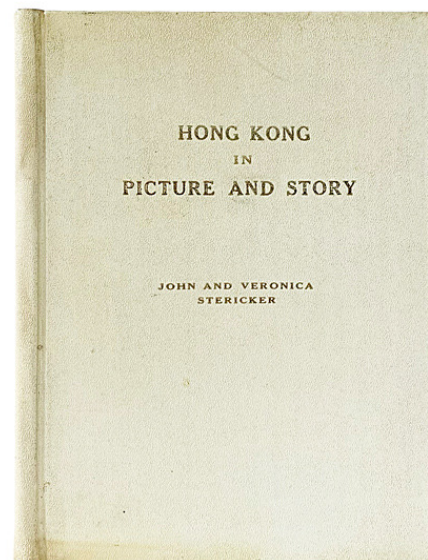 HONG KONG
IN
PICTURE AND STORY
JOHN AND VERONICA
STERICKER